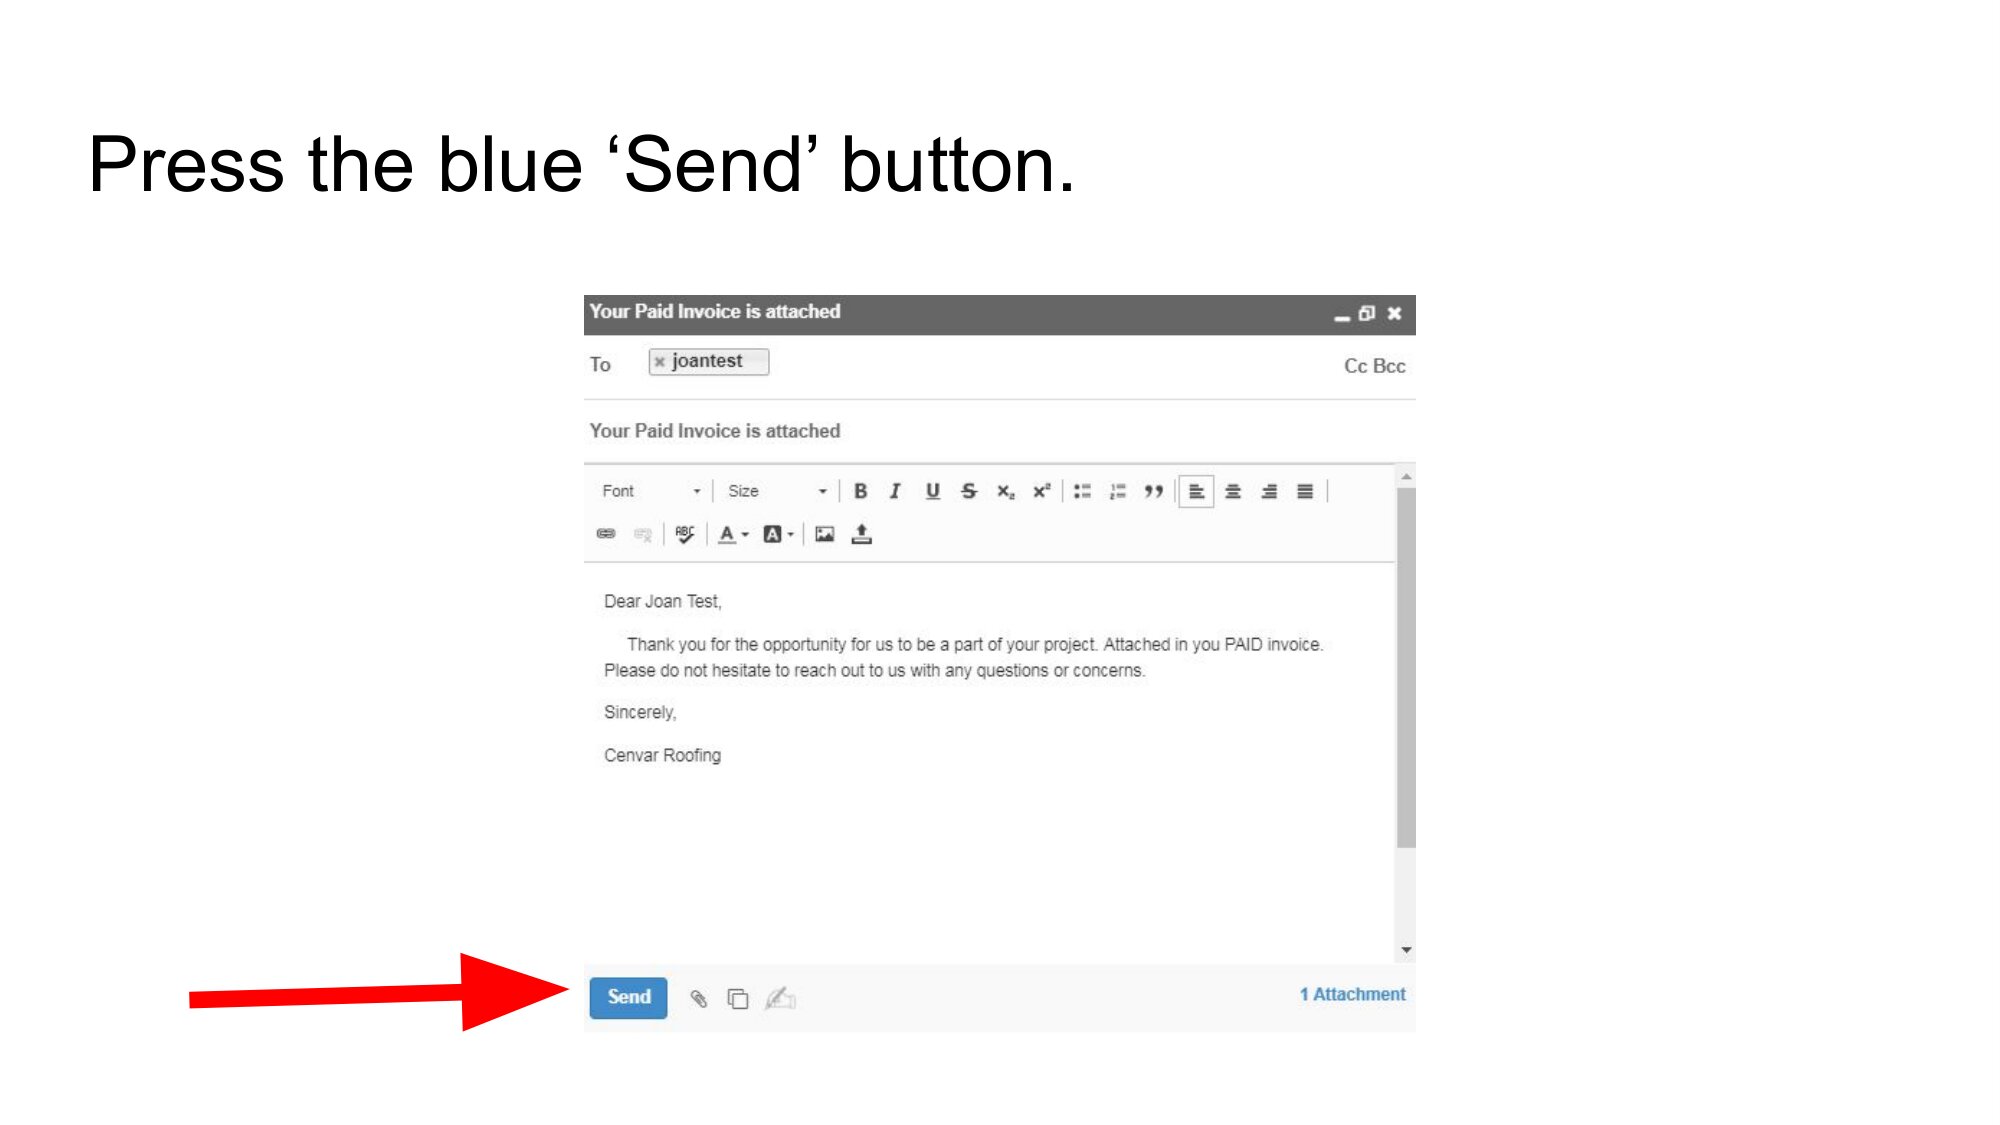 Press the blue ‘Send’ button.
Your Paid Invoice is attached
To joantest Cc Bcc
Your Paid Invoice is attached
Font Size B I U S x₂ x² ABC A A
Dear Joan Test,
Thank you for the opportunity for us to be a part of your project. Attached in you PAID invoice.
Please do not hesitate to reach out to us with any questions or concerns.
Sincerely,
Cenvar Roofing
Send 1 Attachment